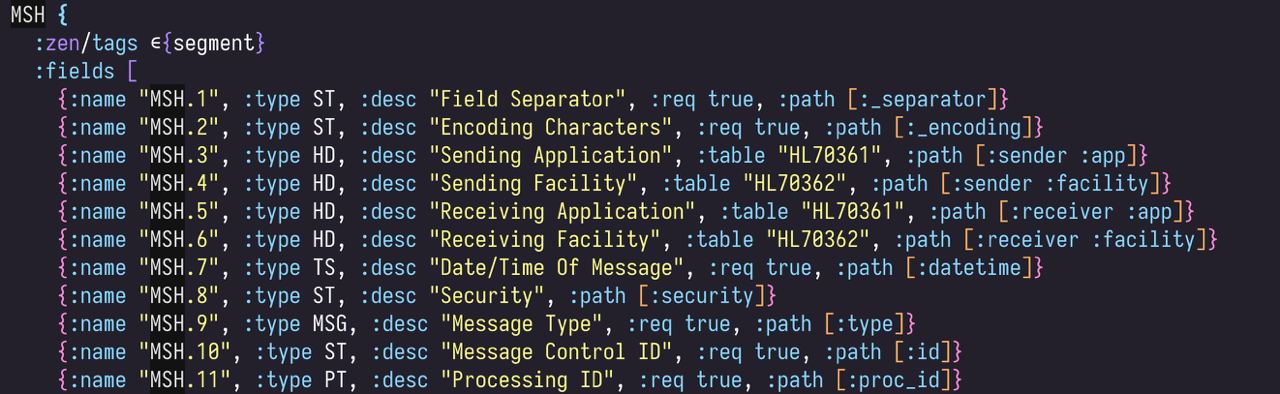 MSH {
:zen/tags ∈{segment}
:fields [
{:name "MSH.1", :type ST, :desc "Field Separator", :req true, :path [:_separator]}
{:name "MSH.2", :type ST, :desc "Encoding Characters", :req true, :path [:_encoding]}
{:name "MSH.3", :type HD, :desc "Sending Application", :table "HL70361", :path [:sender :app]}
{:name "MSH.4", :type HD, :desc "Sending Facility", :table "HL70362", :path [:sender :facility]}
{:name "MSH.5", :type HD, :desc "Receiving Application", :table "HL70361", :path [:receiver :app]}
{:name "MSH.6", :type HD, :desc "Receiving Facility", :table "HL70362", :path [:receiver :facility]}
{:name "MSH.7", :type TS, :desc "Date/Time Of Message", :req true, :path [:datetime]}
{:name "MSH.8", :type ST, :desc "Security", :path [:security]}
{:name "MSH.9", :type MSG, :desc "Message Type", :req true, :path [:type]}
{:name "MSH.10", :type ST, :desc "Message Control ID", :req true, :path [:id]}
{:name "MSH.11", :type PT, :desc "Processing ID", :req true, :path [:proc_id]}